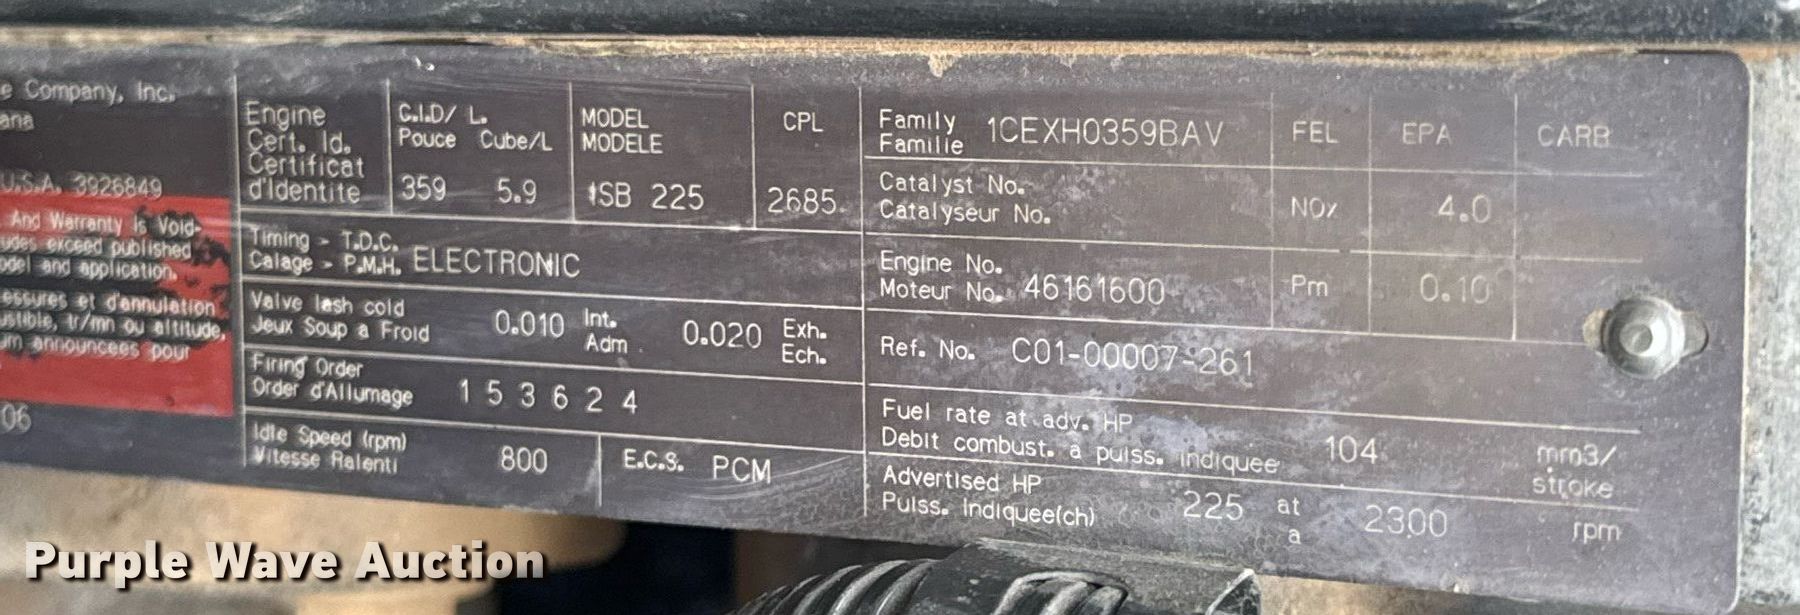 e Company, Inc.
ana
U.S.A. 3926849
And Warranty Is Void
udes exceed published
odel and application.
essures et d'annulation
ustible, tr/mn ou altitude,
um announcees pour
06
Engine
Cert. Id.
Certificat
d'Identite
C.I.D/ L.
Pouce Cube/L
359 5.9
MODEL
MODELE
ISB 225
CPL
2685
Timing - T.D.C.
Calage - P.M.H. ELECTRONIC
Valve lash cold
Jeux Soup a Froid
0.010 Int.
Adm.
0.020 Exh.
Ech.
Firing Order
Order d'Allumage
1 5 3 6 2 4
Idle Speed (rpm)
Vitesse Ralenti
800
E.C.S. PCM
Family
Familie
1CEXH0359BAV
FEL EPA CARB
Catalyst No.
Catalyseur No.
NOx 4.0
Engine No.
Moteur No. 46161600
Pm 0.10
Ref. No. C01-00007-261
Fuel rate at adv. HP
Debit combust. a puiss. indiquee
104 mm3/
stroke
Advertised HP
Puiss. Indiquee(ch)
225 at
a
2300 rpm
Purple Wave Auction